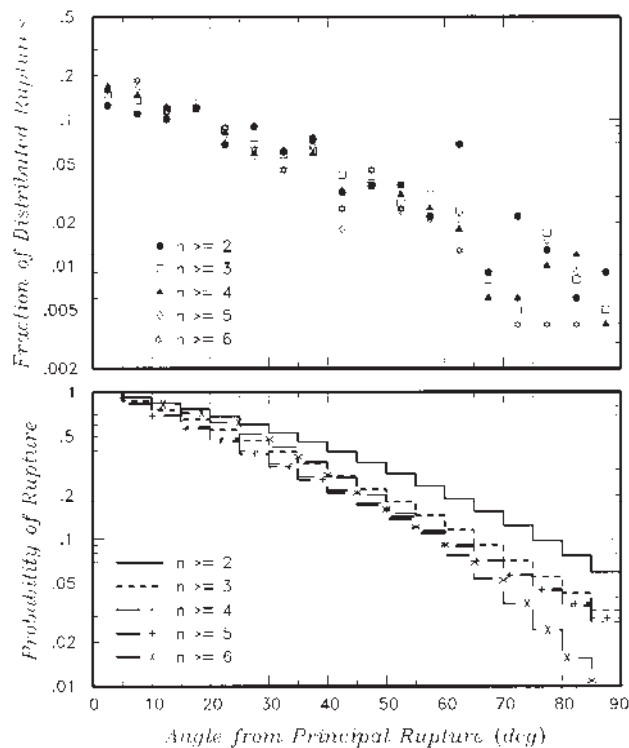 .5
.2
.1
.05
.02
.01
.005
.002
Fraction of Distributed Ruptures
n >= 2
n >= 3
n >= 4
n >= 5
n >= 6
1
.5
.2
.1
.05
.02
.01
Probability of Rupture
n >= 2
n >= 3
n >= 4
n >= 5
n >= 6
0 10 20 30 40 50 60 70 80 90
Angle from Principal Rupture (deg)